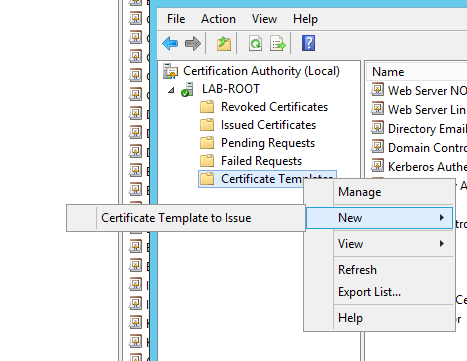 File Action View Help
Certification Authority (Local)
LAB-ROOT
Revoked Certificates
Issued Certificates
Pending Requests
Failed Requests
Certificate
Name
Web Server NO
Web Server Lin
Directory Email
Domain Contro
Kerberos Authe
Manage
New
Certificate Template to Issue
View
Refresh
Export List...
Help